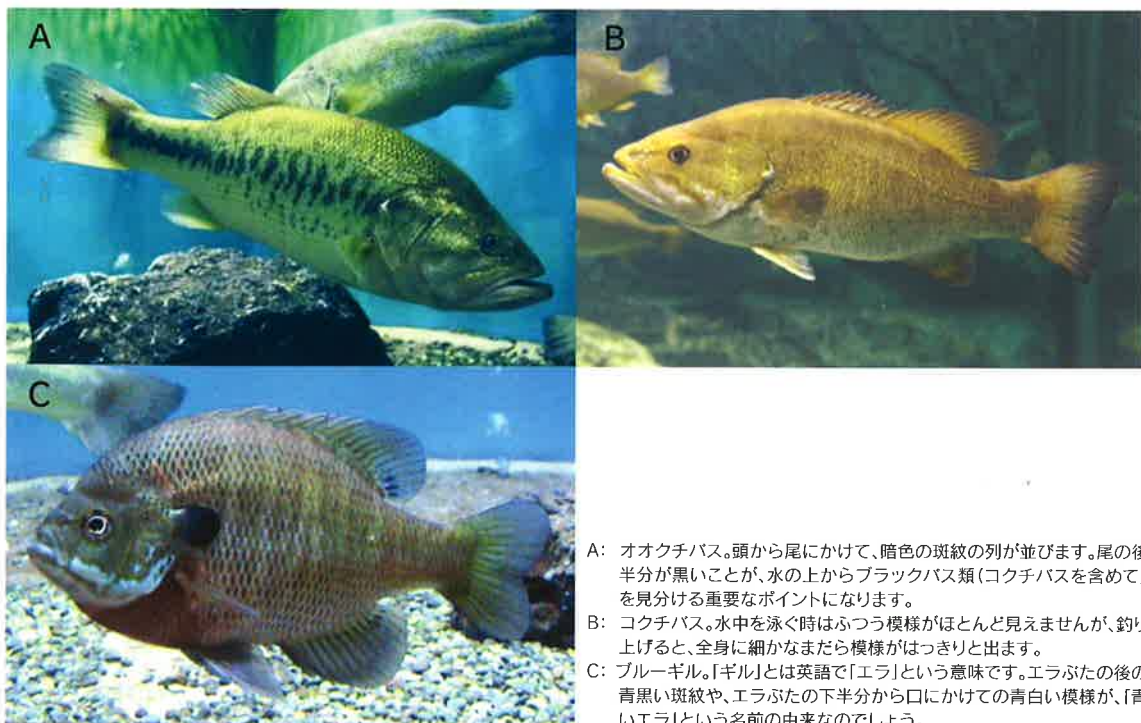 A
B
C
A: オオクチバス。頭から尾にかけて、暗色の斑紋の列が並びます。尾の後
半分が黒いことが、水の上からブラックバス類(コクチバスを含めて
を見分ける重要なポイントになります。
B: コクチバス。水中を泳ぐ時はふつう模様がほとんど見えませんが、釣り
上げると、全身に細かなまだら模様がはっきりと出ます。
C: ブルーギル。「ギル」とは英語で「エラ」という意味です。エラぶたの後の
青黒い斑紋や、エラぶたの下半分から口にかけての青白い模様が、「青
いエラ」という名前の由来なのでしょう。